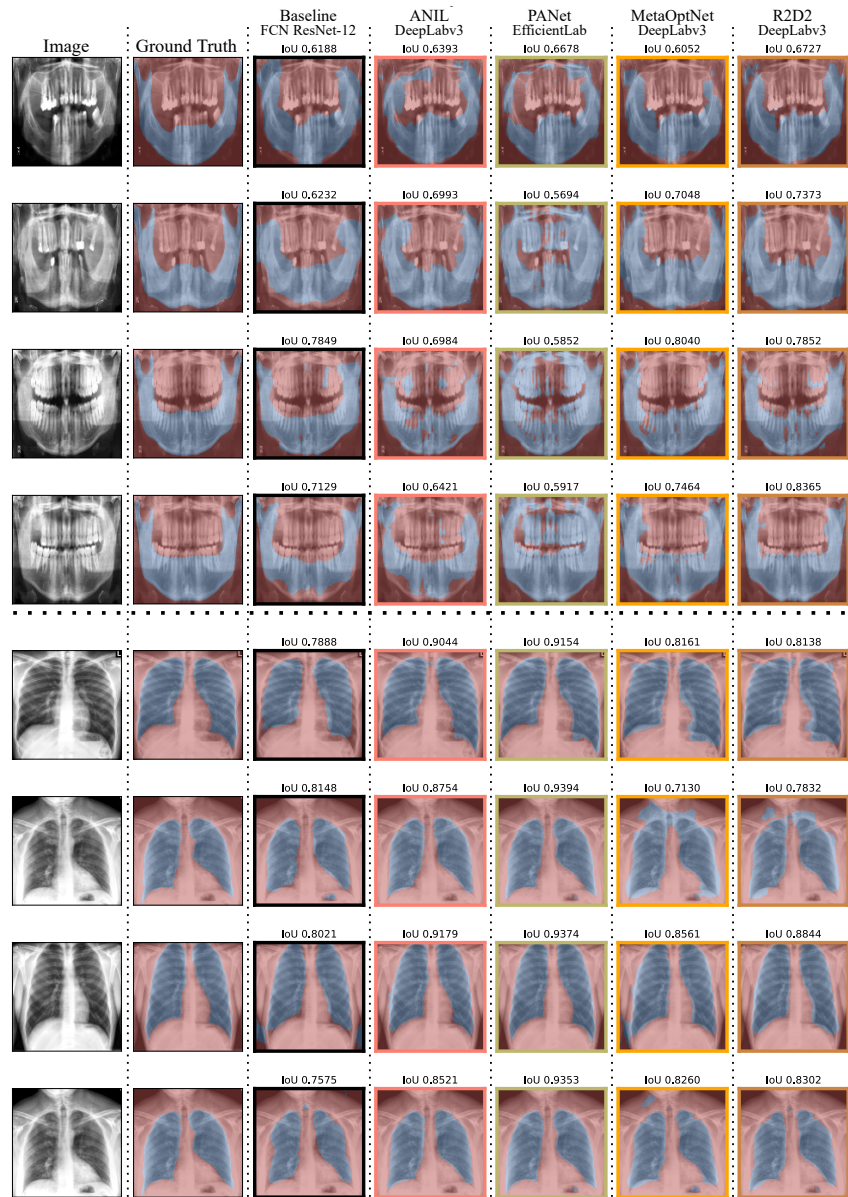 Image Ground Truth Baseline ANIL PANet MetaOptNet R2D2
FCN ResNet-12 DeepLabv3 EfficientLab DeepLabv3 DeepLabv3
IoU 0.6188 IoU 0.6393 IoU 0.6678 IoU 0.6052 IoU 0.6727
IoU 0.6232 IoU 0.6993 IoU 0.5694 IoU 0.7048 IoU 0.7373
IoU 0.7849 IoU 0.6984 IoU 0.5852 IoU 0.8040 IoU 0.7852
IoU 0.7129 IoU 0.6421 IoU 0.5917 IoU 0.7464 IoU 0.8365
IoU 0.7888 IoU 0.9044 IoU 0.9154 IoU 0.8161 IoU 0.8138
L L L L L L L
IoU 0.8148 IoU 0.8754 IoU 0.9394 IoU 0.7130 IoU 0.7832
IoU 0.8021 IoU 0.9179 IoU 0.9374 IoU 0.8561 IoU 0.8844
IoU 0.7575 IoU 0.8521 IoU 0.9353 IoU 0.8260 IoU 0.8302